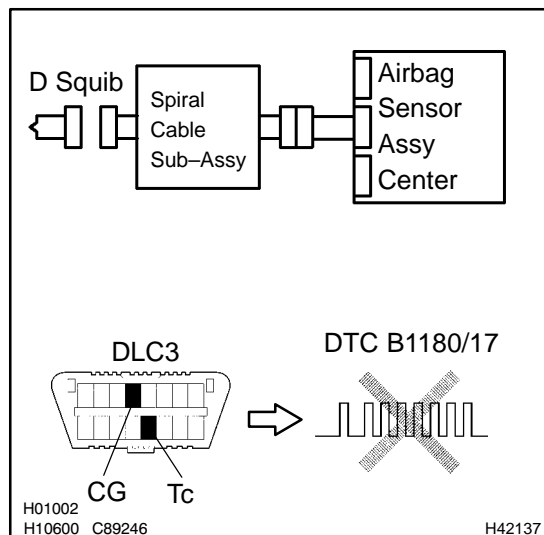 D Squib
Spiral
Cable
Sub–Assy
Airbag
Sensor
Assy
Center
DLC3
DTC B1180/17
CG
Tc
H01002
H10600 C89246
H42137